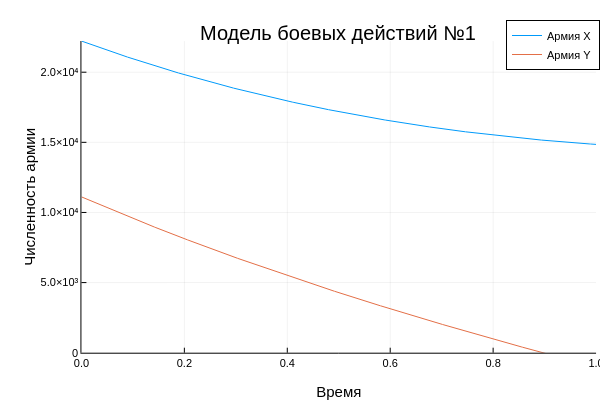 Модель боевых действий №1
Армия X
Армия Y
Численность армии
2.0×10⁴
1.5×10⁴
1.0×10⁴
5.0×10³
0
0.0 0.2 0.4 0.6 0.8 1.0
Время